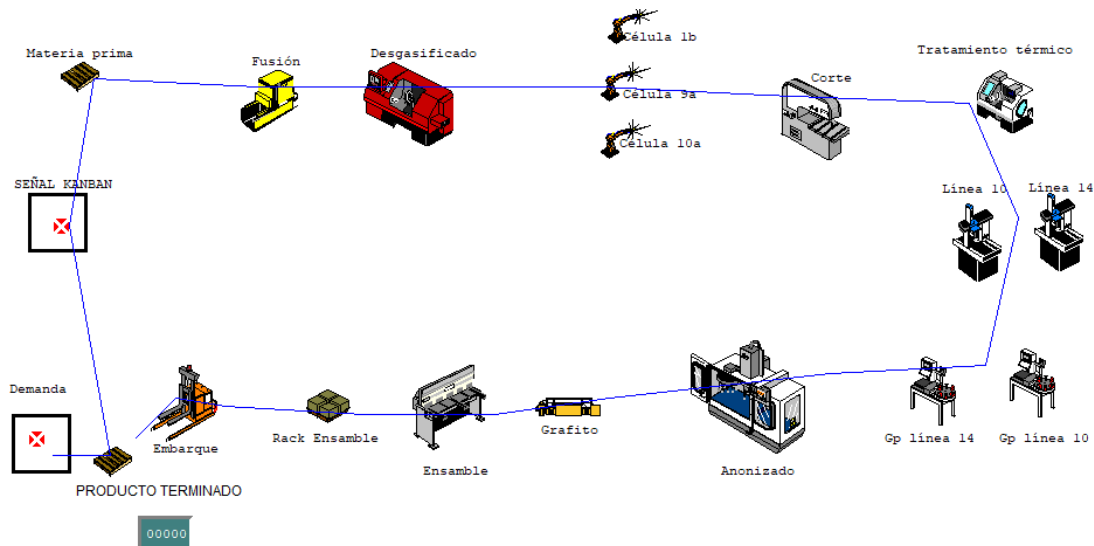 Célula 1b
Materia prima
Fusión
Desgasificado
Tratamiento térmico
Corte
Célula 9a
Célula 10a
SEÑAL KANBAN
Línea 10
Línea 14
Demanda
Embarque
Rack Ensamble
Ensamble
Grafito
Anonizado
Gp línea 14
Gp línea 10
PRODUCTO TERMINADO
00000